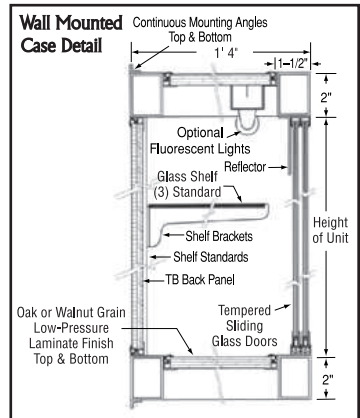 Wall Mounted
Case Detail
Continuous Mounting Angles
Top & Bottom
1' 4"
1–1/2"
2"
Optional
Fluorescent Lights
Reflector
Glass Shelf
(3) Standard
Height
of Unit
Shelf Brackets
Shelf Standards
TB Back Panel
Oak or Walnut Grain
Low-Pressure
Laminate Finish
Top & Bottom
Tempered
Sliding
Glass Doors
2"